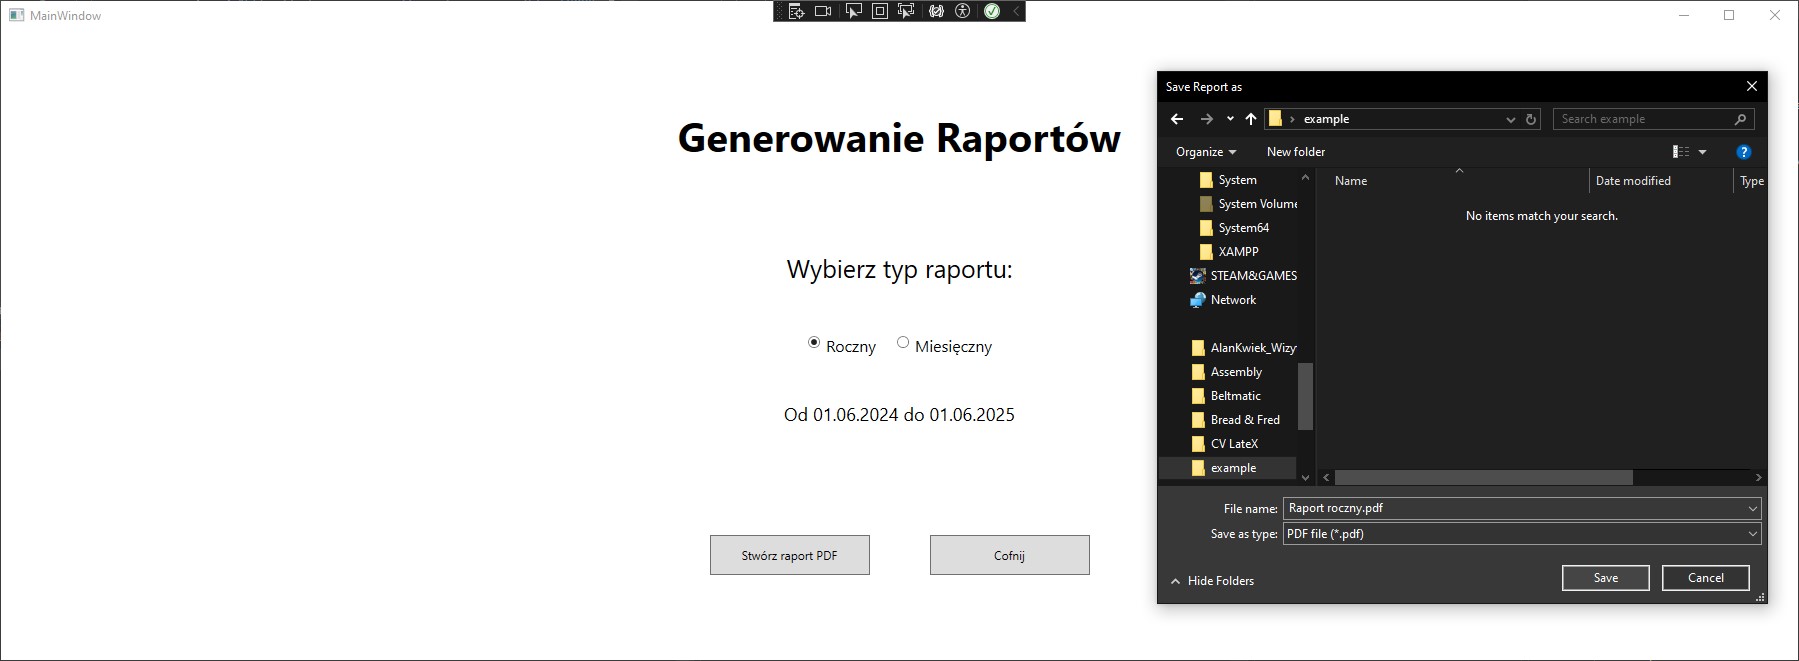 MainWindow
Generowanie Raportów
Wybierz typ raportu:
Roczny Miesięczny
Od 01.06.2024 do 01.06.2025
Stwórz raport PDF Cofnij
Save Report as
example
Search example
Organize New folder
?
System
System Volume
System64
XAMPP
STEAM&GAMES
Network
AlanKwiek_Wizy
Assembly
Beltmatic
Bread & Fred
CV LateX
example
Name Date modified Type
No items match your search.
File name: Raport roczny.pdf
Save as type: PDF file (*.pdf)
Hide Folders
Save Cancel